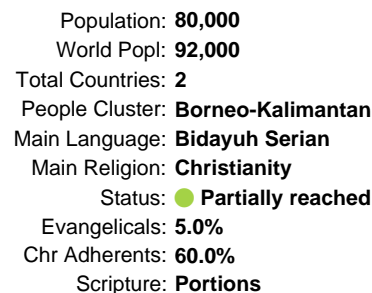 Population: 80,000
World Popl: 92,000
Total Countries: 2
People Cluster: Borneo-Kalimantan
Main Language: Bidayuh Serian
Main Religion: Christianity
Status: Partially reached
Evangelicals: 5.0%
Chr Adherents: 60.0%
Scripture: Portions